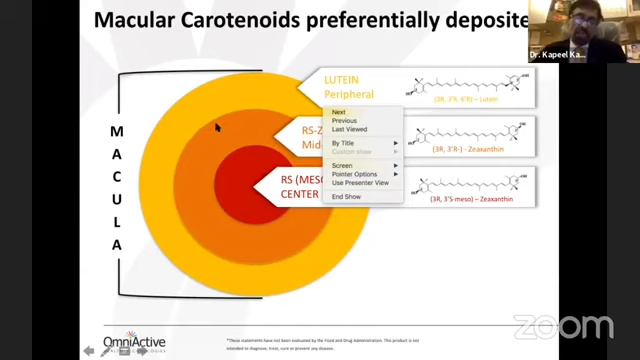 Macular Carotenoids preferentially deposite
Dr. Kapeel Ka...
LUTEIN
Peripheral
(3R, 3'R, 6'R) – Lutein
M
A
C
U
L
A
RS-Z
Mid
(3R, 3'R-) – Zeaxanthin
RS (MESO
CENTER
(3R, 3'S-meso) – Zeaxanthin
Next
Previous
Last Viewed
By Title
Custom show
Screen
Pointer Options
Use Presenter View
End Show
OmniActive
*These statements have not been evaluated by the Food and Drug Administration. This product is not
intended to diagnose, treat, cure or prevent any disease.
zoom